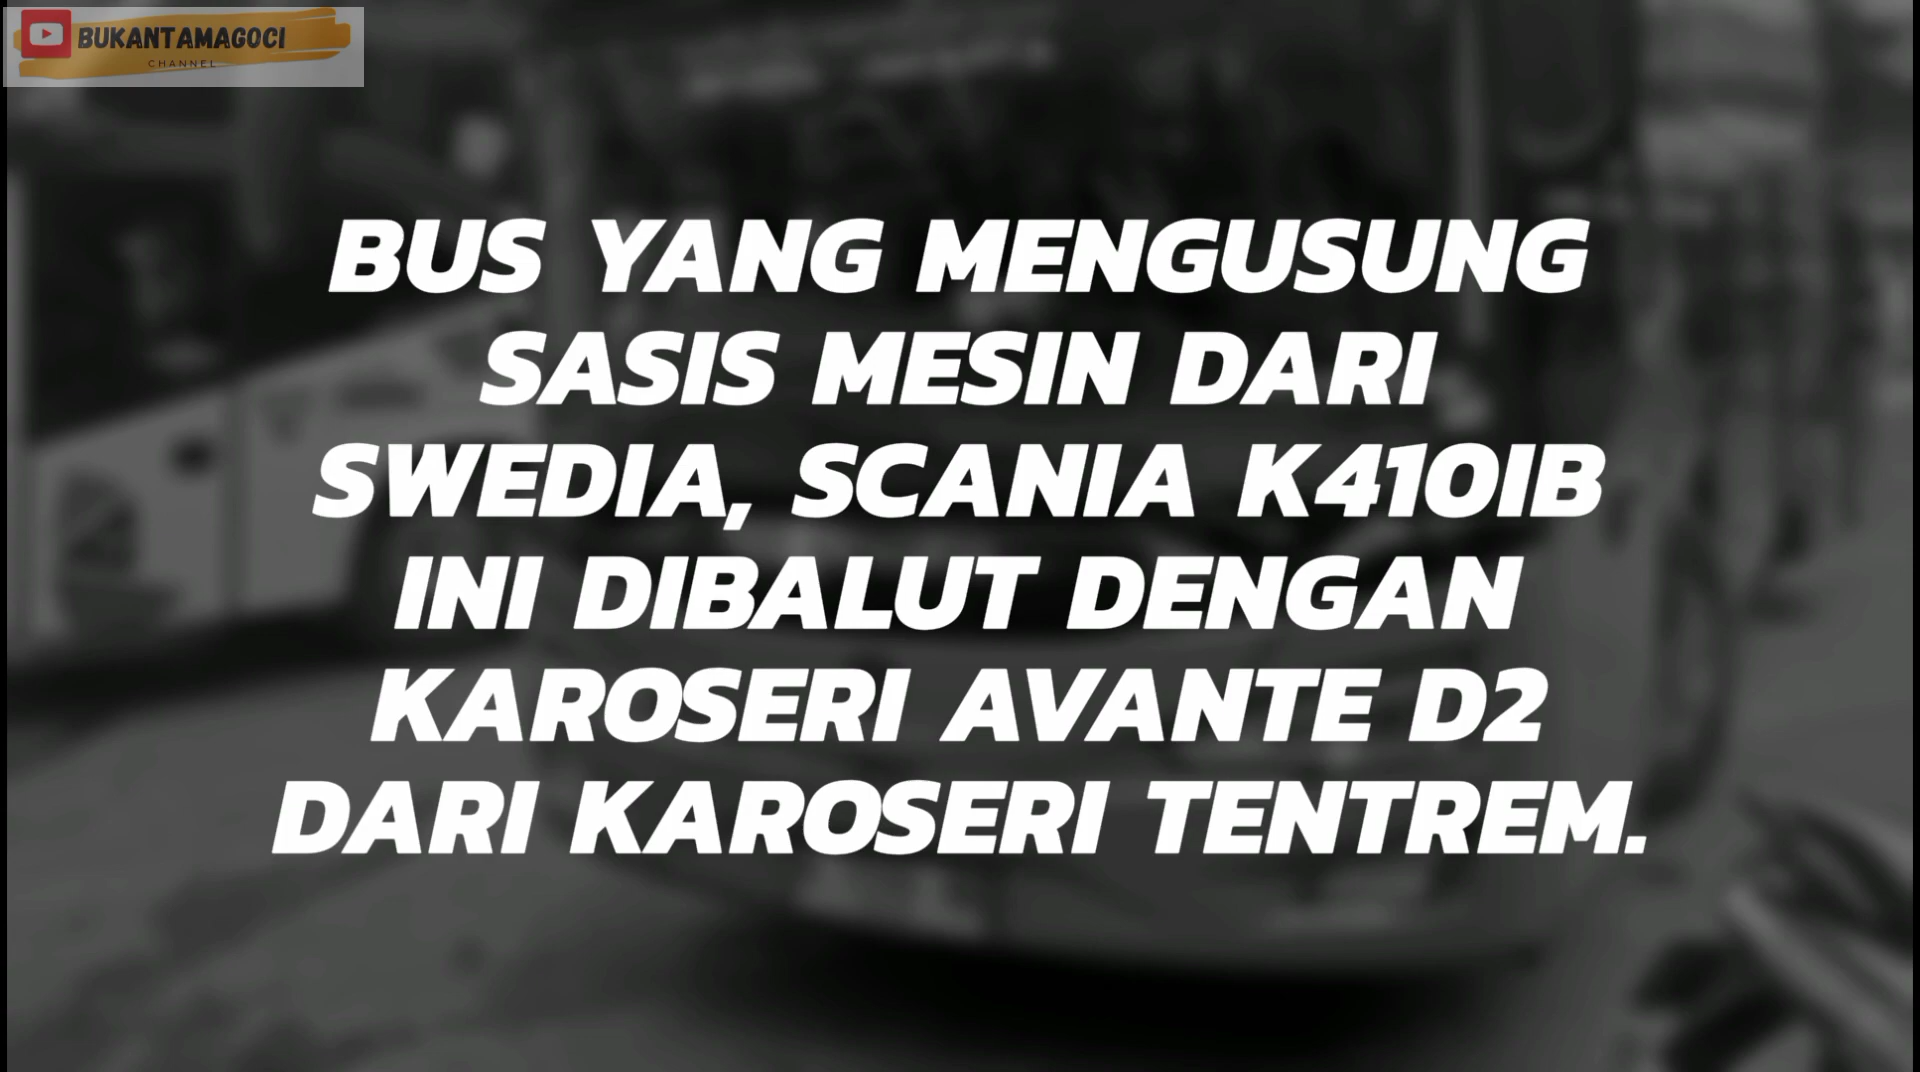 BUKANTAMAGOCI
CHANNEL
BUS YANG MENGUSUNG
SASIS MESIN DARI
SWEDIA, SCANIA K410IB
INI DIBALUT DENGAN
KAROSERI AVANTE D2
DARI KAROSERI TENTREM.